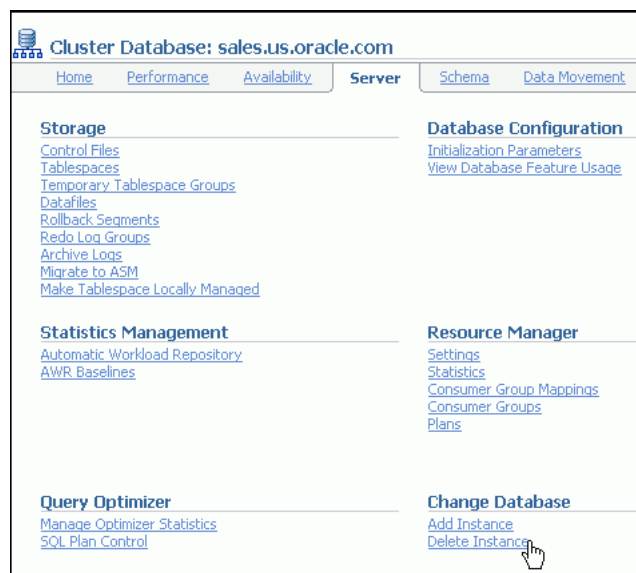 Cluster Database: sales.us.oracle.com
Home Performance Availability Server Schema Data Movement
Storage
Control Files
Tablespaces
Temporary Tablespace Groups
Datafiles
Rollback Segments
Redo Log Groups
Archive Logs
Migrate to ASM
Make Tablespace Locally Managed
Database Configuration
Initialization Parameters
View Database Feature Usage
Statistics Management
Automatic Workload Repository
AWR Baselines
Resource Manager
Settings
Statistics
Consumer Group Mappings
Consumer Groups
Plans
Query Optimizer
Manage Optimizer Statistics
SQL Plan Control
Change Database
Add Instance
Delete Instance